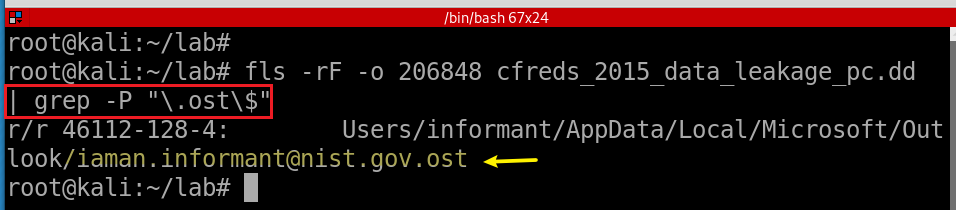 /bin/bash 67x24
root@kali:~/lab#
root@kali:~/lab# fls -rF -o 206848 cfreds_2015_data_leakage_pc.dd
| grep -P "\.ost\$"
r/r 46112-128-4:        Users/informant/AppData/Local/Microsoft/Out
look/iaman.informant@nist.gov.ost
root@kali:~/lab#